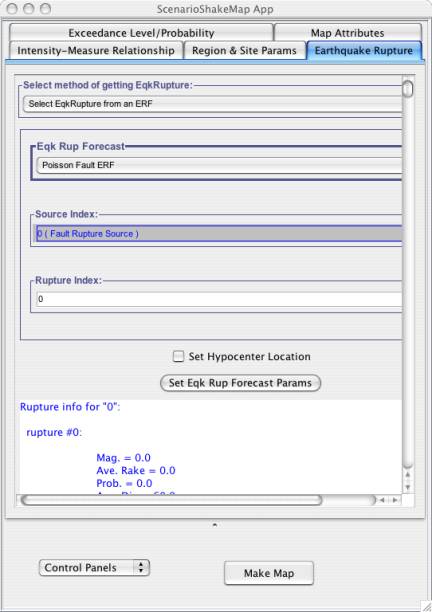 ScenarioShakeMap App
Exceedance Level/Probability
Map Attributes
Intensity-Measure Relationship
Region & Site Params
Earthquake Rupture
Select method of getting EqkRupture:
Select EqkRupture from an ERF
Eqk Rup Forecast
Poisson Fault ERF
Source Index:
0 ( Fault Rupture Source )
Rupture Index:
0
Set Hypocenter Location
Set Eqk Rup Forecast Params
Rupture info for "0":
rupture #0:
Mag. = 0.0
Ave. Rake = 0.0
Prob. = 0.0
Control Panels
Make Map